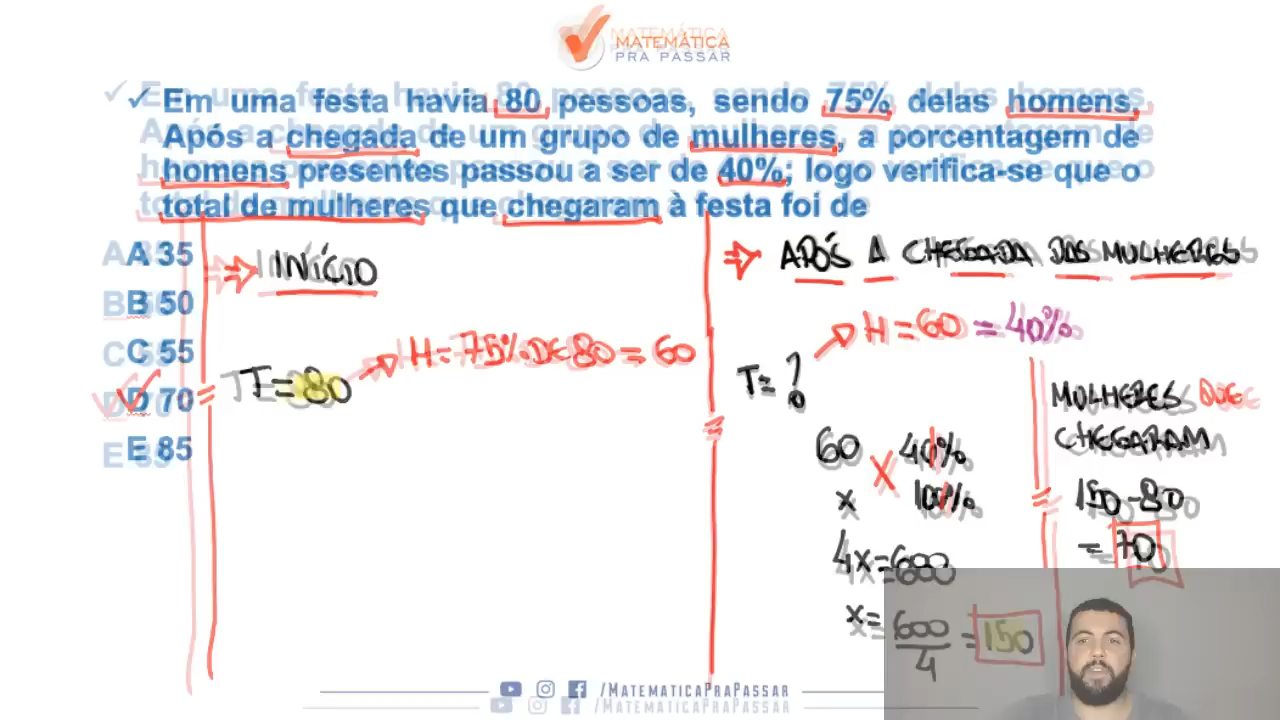 MATEMÁTICA
PRA PASSAR
Em uma festa havia 80 pessoas, sendo 75% delas homens.
Após a chegada de um grupo de mulheres, a porcentagem de
homens presentes passou a ser de 40%; logo verifica-se que o
total de mulheres que chegaram à festa foi de
A 35
B 50
C 55
D 70
E 85
⇒ INÍCIO
T = 80
H = 75% DE 80 = 60
⇒ APÓS A CHEGADA DAS MULHERES
H = 60 = 40%
T = ?
60 40%
x 100%
4x = 600
x = 600/4 = 150
MULHERES QUE
CHEGARAM
150 - 80
= 70
/MATEMATICAPRAPASSAR